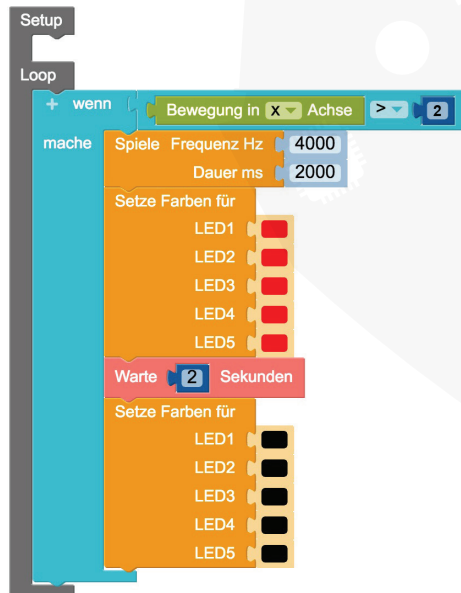 Setup
Loop
+ wenn Bewegung in X Achse > 2
mache Spiele Frequenz Hz 4000
Dauer ms 2000
Setze Farben für
LED1
LED2
LED3
LED4
LED5
Warte 2 Sekunden
Setze Farben für
LED1
LED2
LED3
LED4
LED5